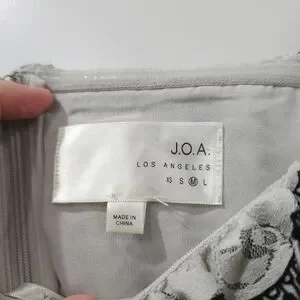 J.O.A.
LOS ANGELES
XS S M L
MADE IN
CHINA